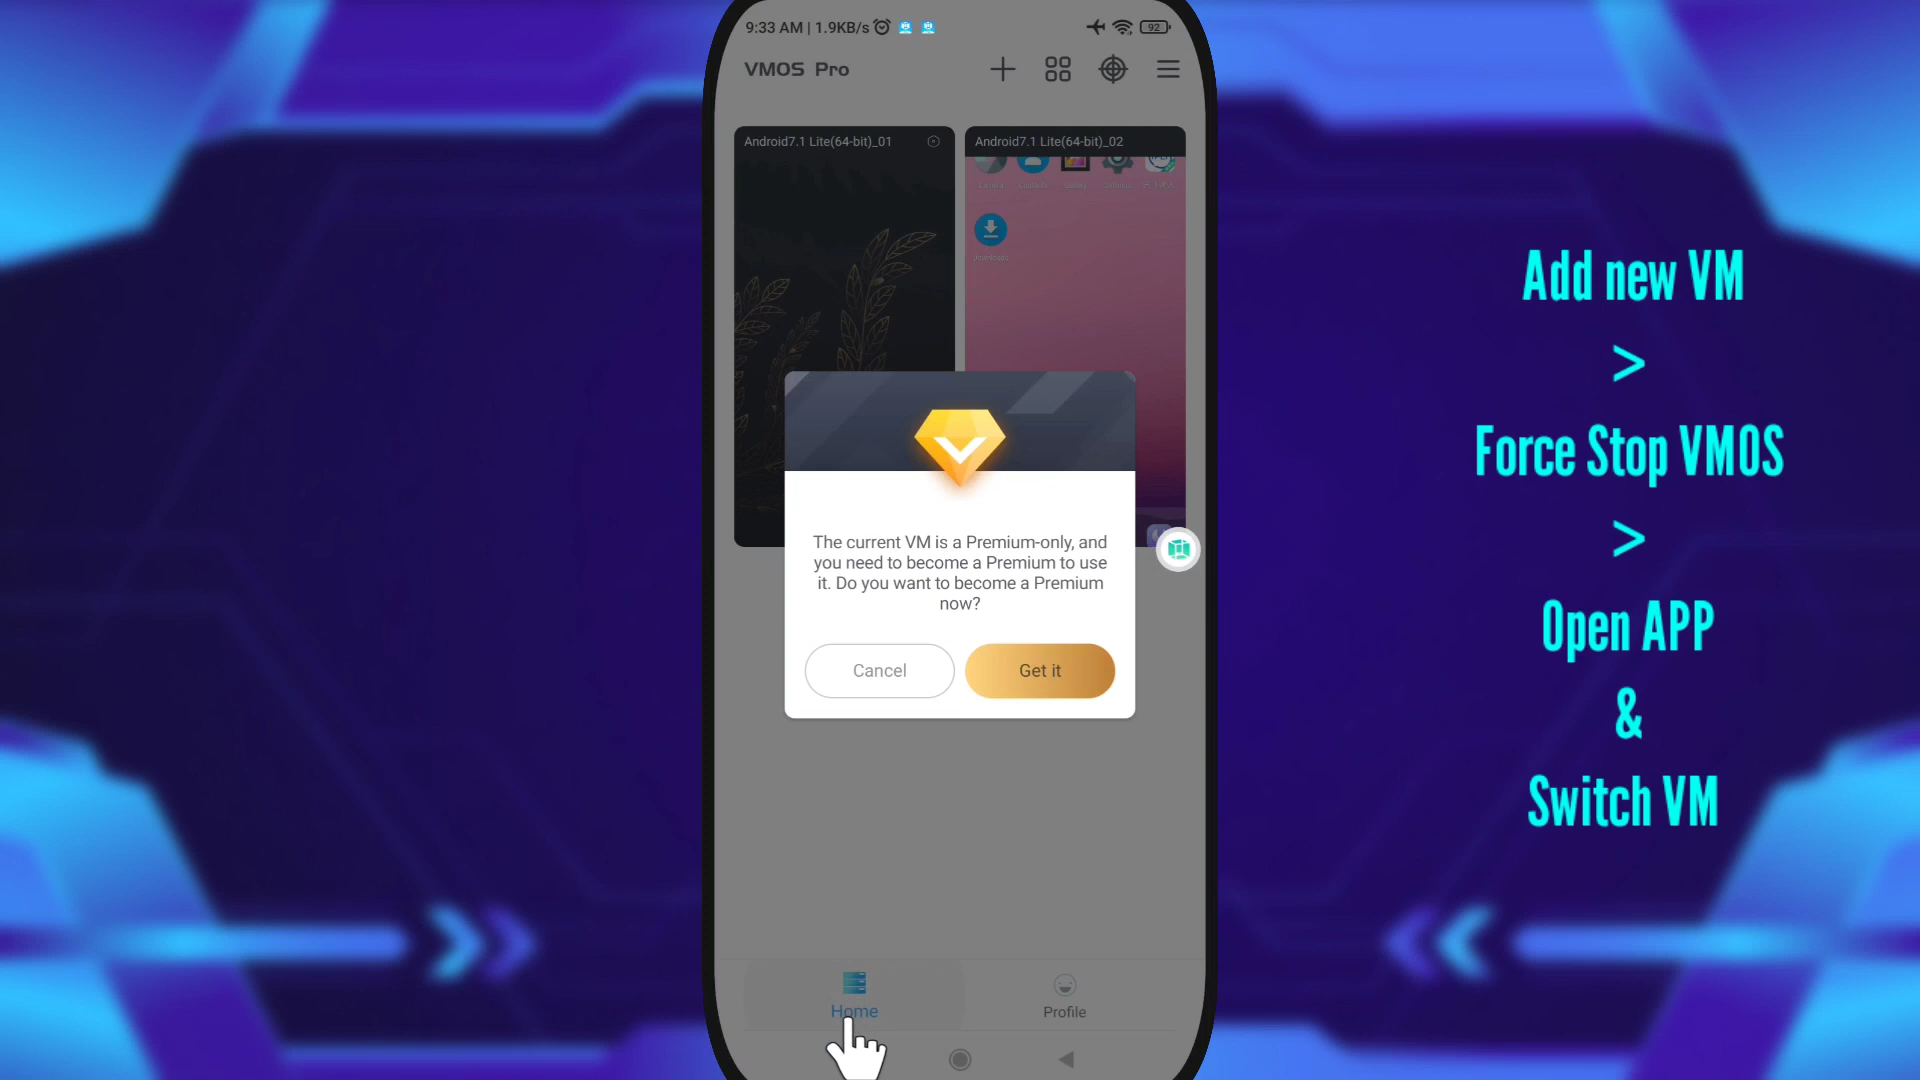 9:33 AM | 1.9KB/s
92
VMOS Pro
Android7.1 Lite(64-bit)_01
Android7.1 Lite(64-bit)_02
Downloads
The current VM is a Premium-only, and
you need to become a Premium to use
it. Do you want to become a Premium
now?
Cancel
Get it
Home
Profile
Add new VM
>
Force Stop VMOS
>
Open APP
&
Switch VM